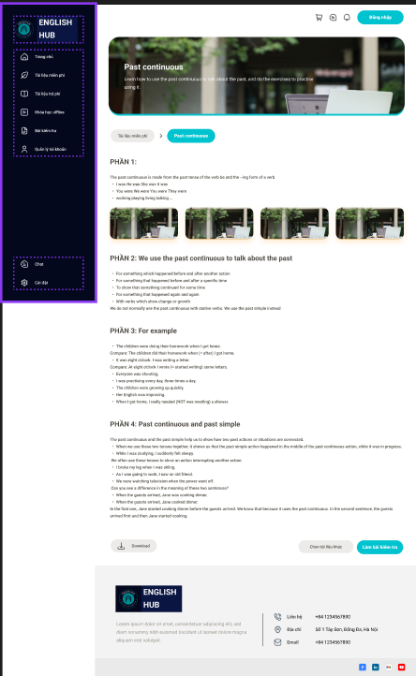 ENGLISH
HUB
Trang chủ
Tài liệu miễn phí
Tài liệu trả phí
Khóa học offline
Bài kiểm tra
Quản lý tài khoản
Chat
Cài đặt
Đăng nhập
Past continuous
Learn how to use the past continuous to talk about the past, and do the exercises to practise
using it.
Tài liệu miễn phí
Past continuous
PHẦN 1:
The past continuous is made from the past tense of the verb be and the –ing form of a verb:
I was He was She was It was
You were We were You were They were
working playing living talking ...
PHẦN 2: We use the past continuous to talk about the past
For something which happened before and after another action
For something that happened before and after a specific time
To show that something continued for some time
For something that happened again and again
With verbs which show change or growth
We do not normally use the past continuous with stative verbs. We use the past simple instead
PHẦN 3: For example
The children were doing their homework when I got home.
Compare: The children did their homework when (= after) I got home.
It was eight o'clock. I was writing a letter.
Compare: At eight o'clock I wrote (= started writing) some letters.
Everyone was shouting.
I was practising every day, three times a day.
The children were growing up quickly.
Her English was improving.
When I got home, I really needed (NOT was needing) a shower.
PHẦN 4: Past continuous and past simple
The past continuous and the past simple help us to show how two past actions or situations are connected.
When we use these two tenses together, it shows us that the past simple action happened in the middle of the past continuous action, while it was in progress.
While I was studying, I suddenly felt sleepy.
We often use these tenses to show an action interrupting another action.
I broke my leg when I was skiing.
As I was going to work, I saw an old friend.
We were watching television when the power went off.
Can you see a difference in the meaning of these two sentences?
When the guests arrived, Jane was cooking dinner.
When the guests arrived, Jane cooked dinner.
In the first one, Jane started cooking dinner before the guests arrived. We know that because it uses the past continuous. In the second sentence, the guests
arrived first and then Jane started cooking.
Download
Chọn tài liệu khác
Làm bài kiểm tra
ENGLISH
HUB
Lorem ipsum dolor sit amet consectetuer adipiscing elit, sed
diam nonummy nibh euismod tincidunt ut laoreet dolore magna
aliquam erat volutpat.
Liên hệ +84 1234567890
Địa chỉ Số 1 Tây Sơn, Đống Đa, Hà Nội
Email +84 1234567890